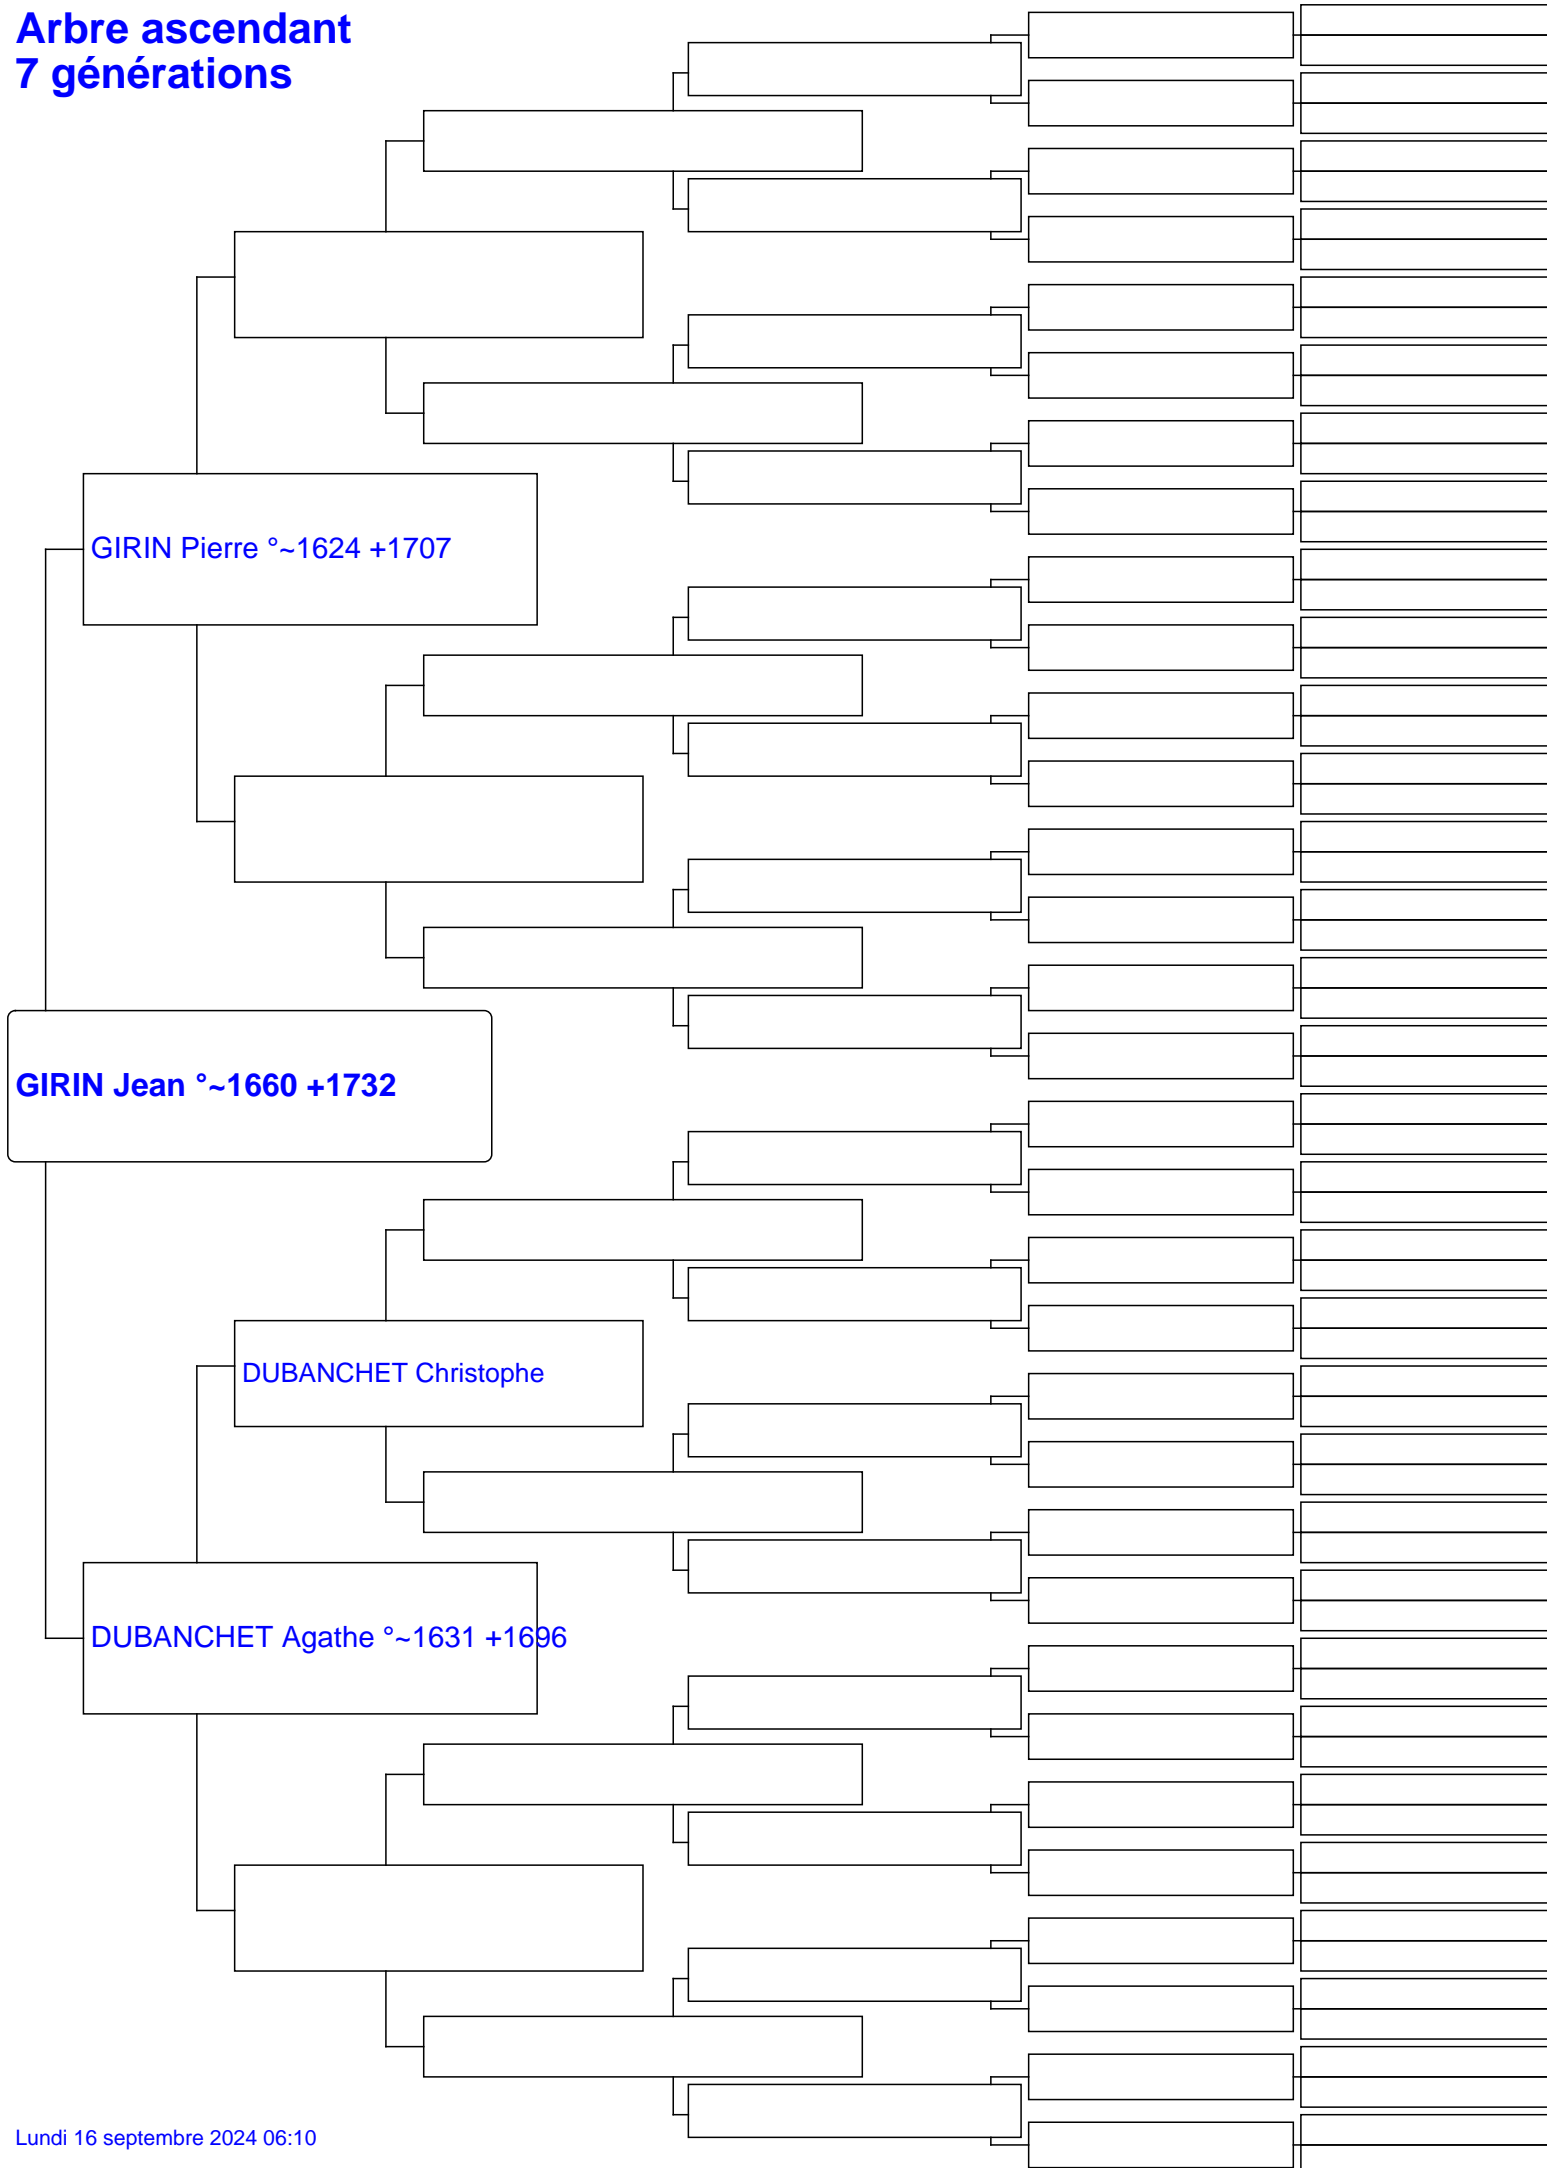 Arbre ascendant
7 générations
GIRIN Pierre °~1624 +1707
GIRIN Jean °~1660 +1732
DUBANCHET Christophe
DUBANCHET Agathe °~1631 +1696
Lundi 16 septembre 2024 06:10